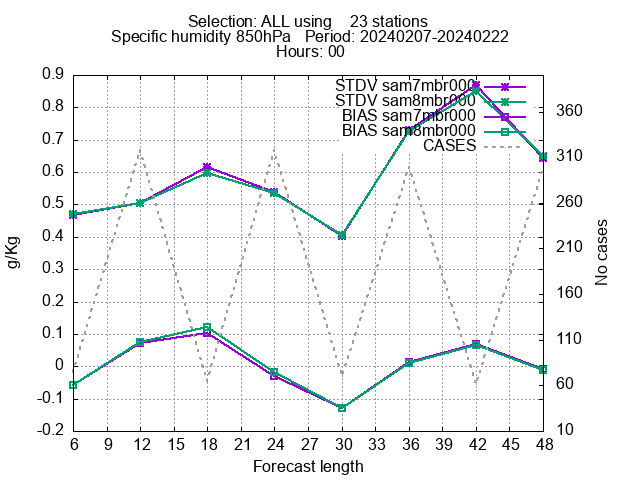 Selection: ALL using 23 stations
Specific humidity 850hPa Period: 20240207-20240222
Hours: 00
STDV sam7mbr000
STDV sam8mbr000
BIAS sam7mbr000
BIAS sam8mbr000
CASES
0.9
0.8
0.7
0.6
0.5
0.4
0.3
0.2
0.1
0
-0.1
-0.2
g/Kg
360
310
260
210
160
110
60
10
No cases
6 9 12 15 18 21 24 27 30 33 36 39 42 45 48
Forecast length